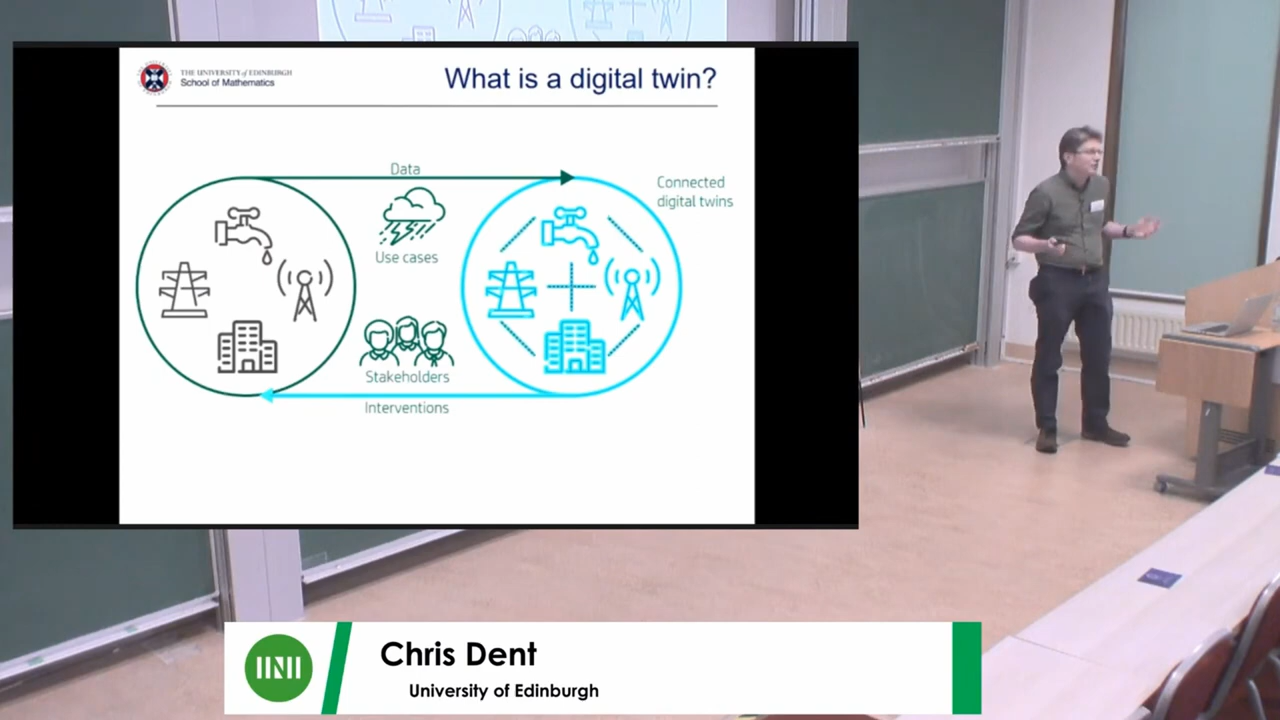 THE UNIVERSITY of EDINBURGH
School of Mathematics
What is a digital twin?
Data
Connected
digital twins
Use cases
Stakeholders
Interventions
Chris Dent
University of Edinburgh